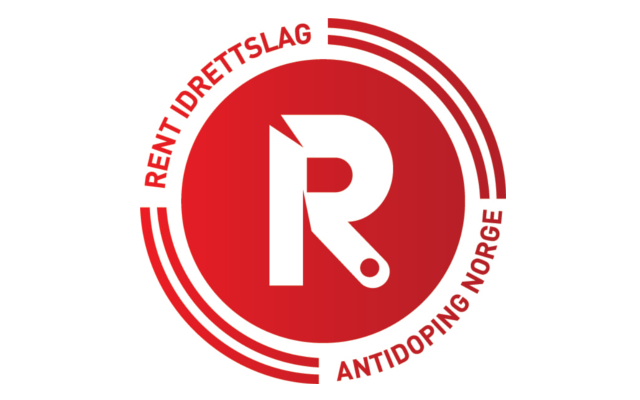 RENT IDRETTSLAG
R
ANTIDOPING NORGE